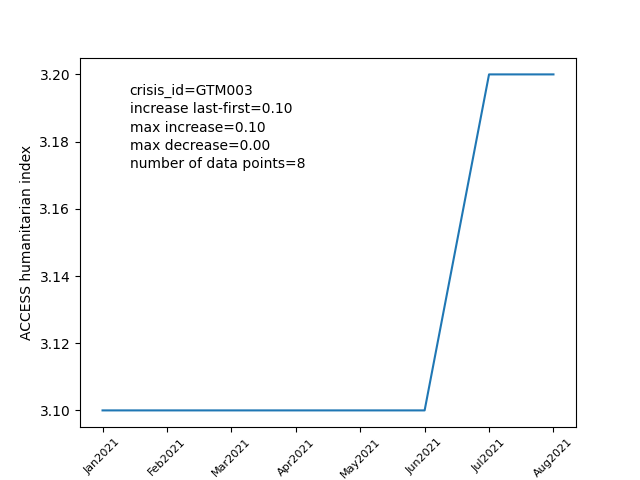 crisis_id=GTM003
increase last-first=0.10
max increase=0.10
max decrease=0.00
number of data points=8
ACCESS humanitarian index
3.20
3.18
3.16
3.14
3.12
3.10
Jan2021
Feb2021
Mar2021
Apr2021
May2021
Jun2021
Jul2021
Aug2021